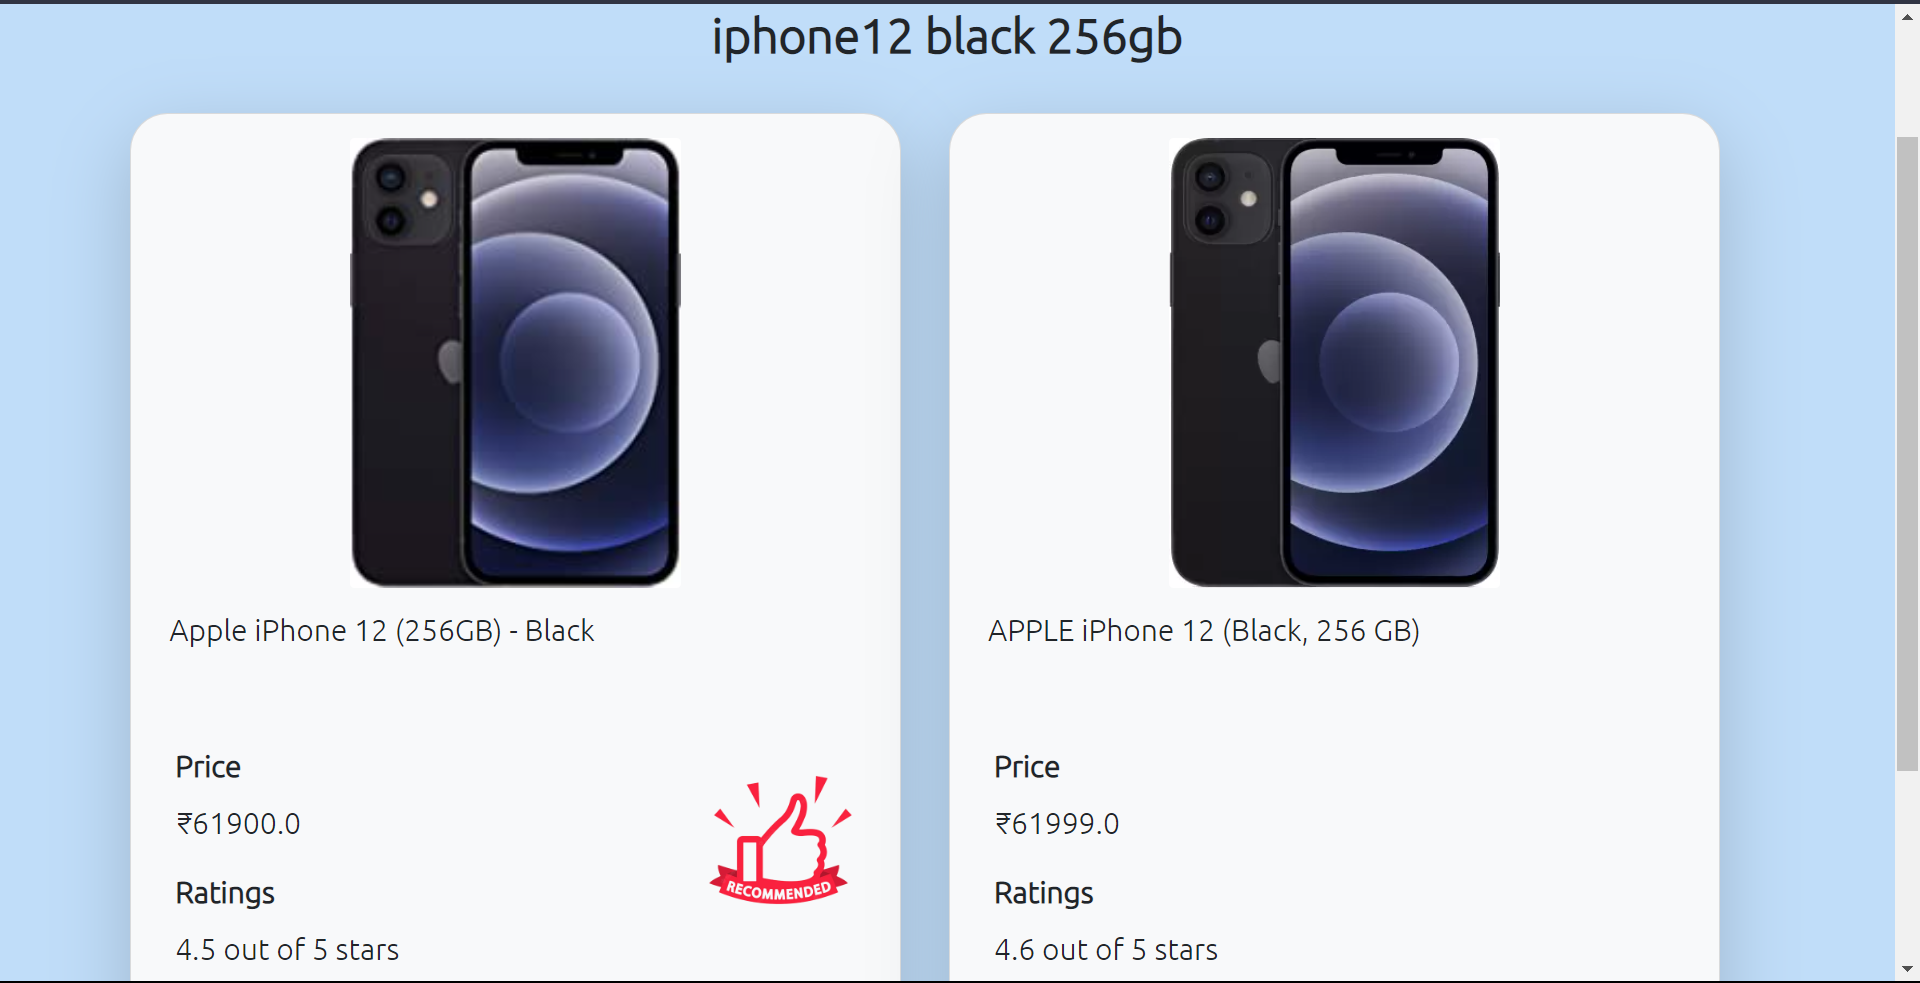 iphone12 black 256gb
Apple iPhone 12 (256GB) - Black
Price
₹61900.0
RECOMMENDED
Ratings
4.5 out of 5 stars
APPLE iPhone 12 (Black, 256 GB)
Price
₹61999.0
Ratings
4.6 out of 5 stars